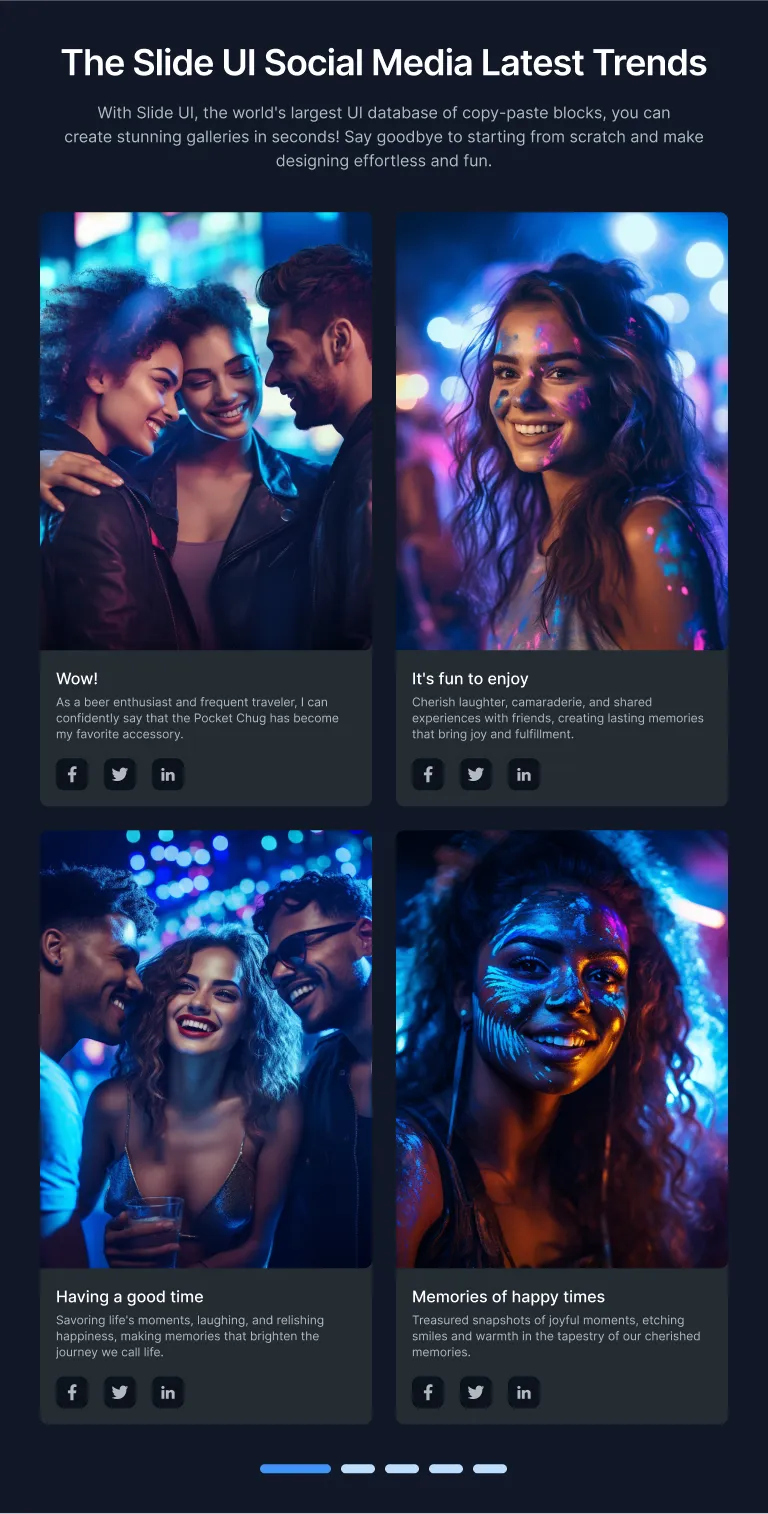 The Slide UI Social Media Latest Trends
With Slide UI, the world's largest UI database of copy-paste blocks, you can
create stunning galleries in seconds! Say goodbye to starting from scratch and make
designing effortless and fun.
Wow!
As a beer enthusiast and frequent traveler, I can
confidently say that the Pocket Chug has become
my favorite accessory.
f
in
It's fun to enjoy
Cherish laughter, camaraderie, and shared
experiences with friends, creating lasting memories
that bring joy and fulfillment.
f
in
Having a good time
Savoring life's moments, laughing, and relishing
happiness, making memories that brighten the
journey we call life.
f
in
Memories of happy times
Treasured snapshots of joyful moments, etching
smiles and warmth in the tapestry of our cherished
memories.
f
in